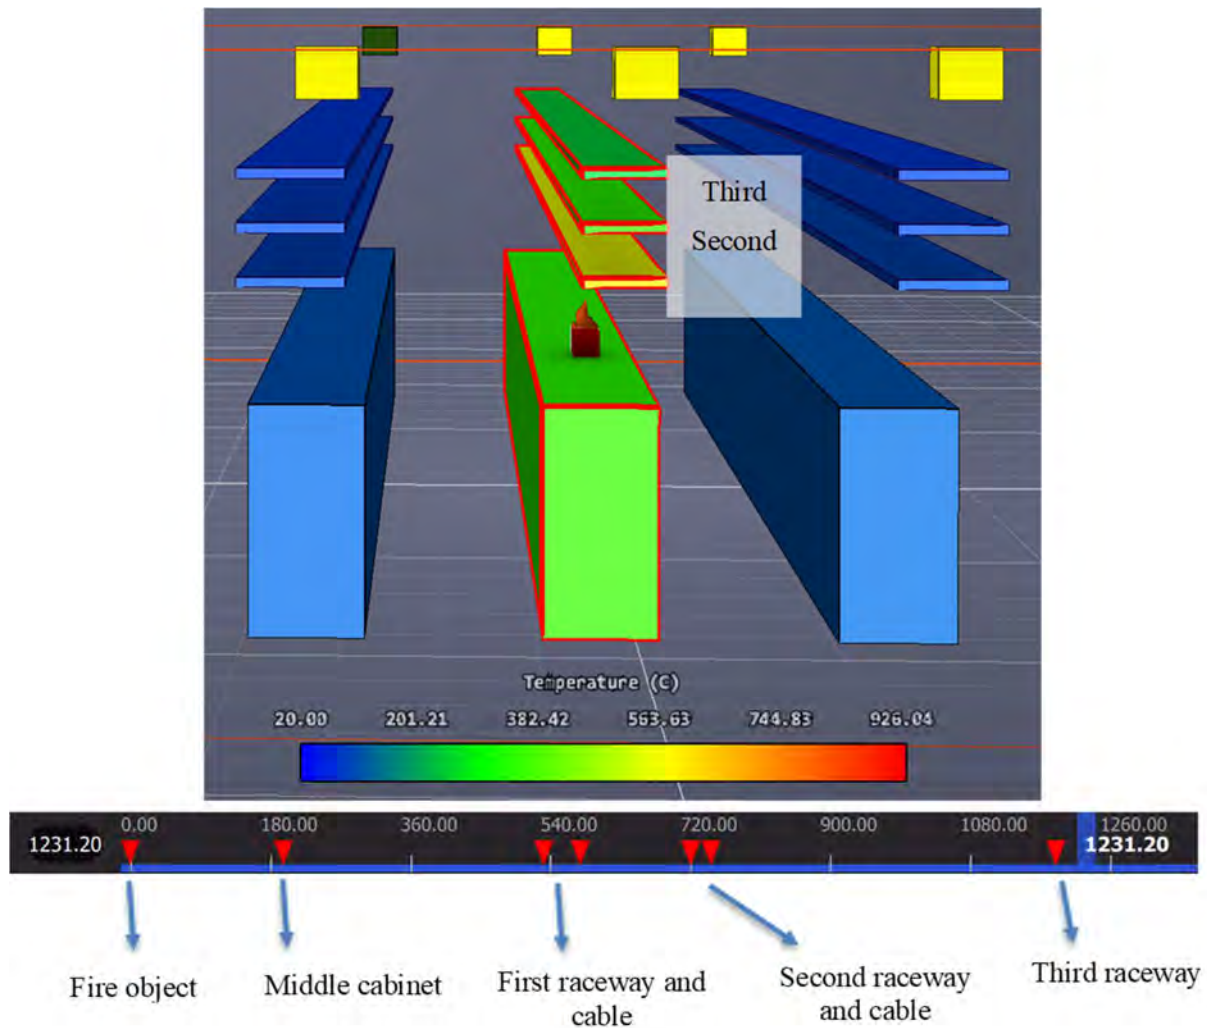 Third
Second
Temperature (C)
20.00 201.21 382.42 563.63 744.83 926.04
1231.20 0.00 180.00 360.00 540.00 720.00 900.00 1080.00 1260.00
1231.20
Fire object
Middle cabinet
First raceway and
cable
Second raceway
and cable
Third raceway